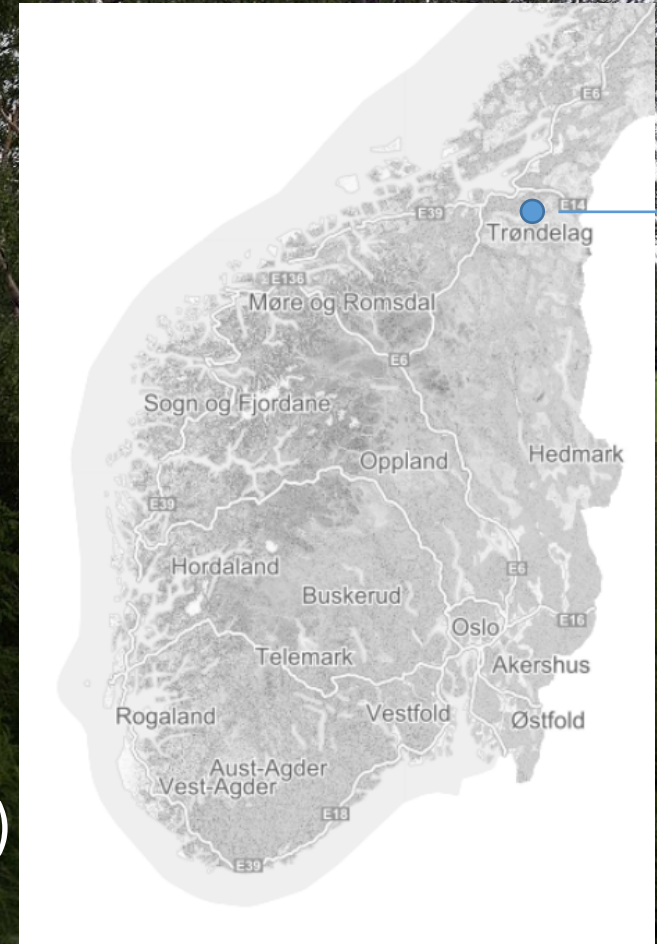 E6
E14
E39
Trøndelag
E136
Møre og Romsdal
E6
Sogn og Fjordane
Hedmark
Oppland
E39
Hordaland
E6
Buskerud
E16
Oslo
Telemark
Akershus
Rogaland
Vestfold
Østfold
Aust-Agder
Vest-Agder
E18
)
E39